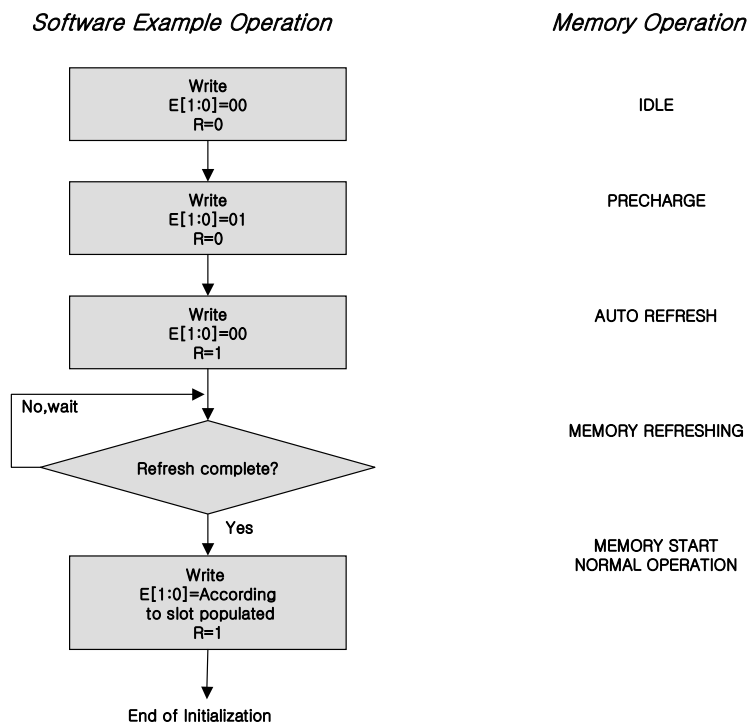 Software Example Operation
Memory Operation
Write
E[1:0]=00
R=0
IDLE
Write
E[1:0]=01
R=0
PRECHARGE
Write
E[1:0]=00
R=1
AUTO REFRESH
No,wait
Refresh complete?
MEMORY REFRESHING
Yes
Write
E[1:0]=According
to slot populated
R=1
MEMORY START
NORMAL OPERATION
End of Initialization